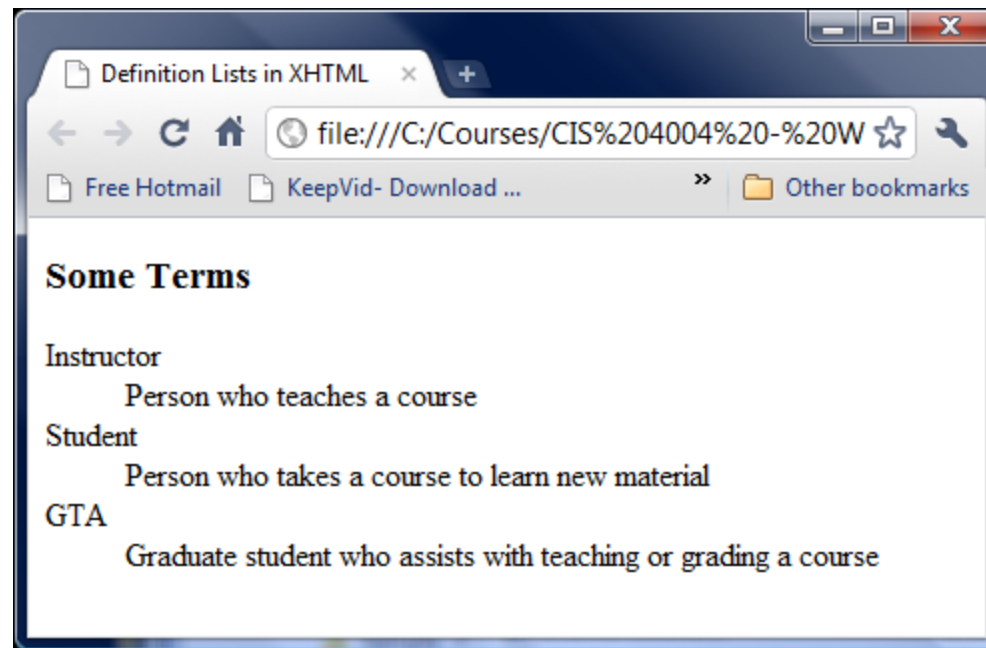 Definition Lists in XHTML
file:///C:/Courses/CIS%204004%20-%20W
Free Hotmail KeepVid- Download ... » Other bookmarks
Some Terms
Instructor
Person who teaches a course
Student
Person who takes a course to learn new material
GTA
Graduate student who assists with teaching or grading a course